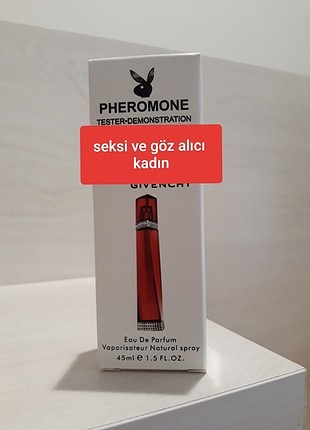 PHEROMONE
TESTER-DEMONSTRATION
seksi ve göz alıcı
kadın
GIVENCHY
Eau De Parfum
Vaporisateur Natural spray
45ml e 1.5 FL.OZ.